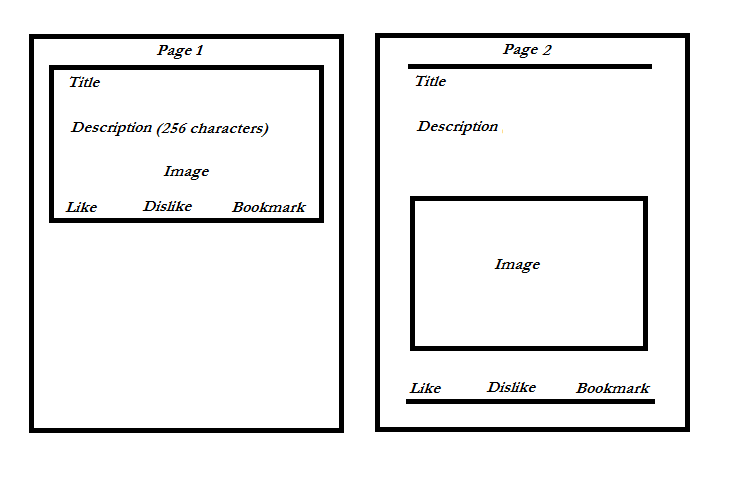 Page 1
Title
Description (256 characters)
Image
Like Dislike Bookmark
Page 2
Title
Description
Image
Like Dislike Bookmark